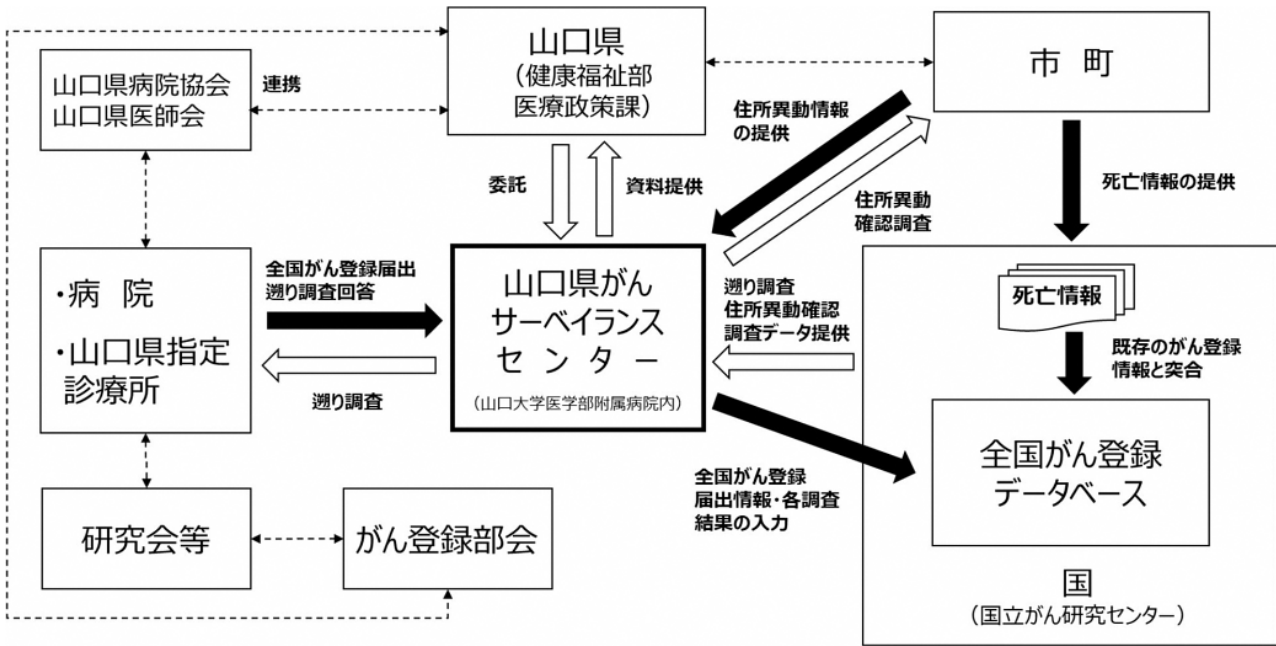 山口県
（健康福祉部
医療政策課）
市 町
山口県病院協会
山口県医師会
連携
住所異動情報
の提供
委託
資料提供
住所異動
確認調査
死亡情報の提供
・病 院
・山口県指定
診療所
全国がん登録届出
遡り調査回答
遡り調査
山口県がん
サーベイランス
センター
（山口大学医学部附属病院内）
遡り調査
住所異動確認
調査データ提供
死亡情報
既存のがん登録
情報と突合
全国がん登録
データベース
全国がん登録
届出情報・各調査
結果の入力
研究会等
がん登録部会
国
（国立がん研究センター）